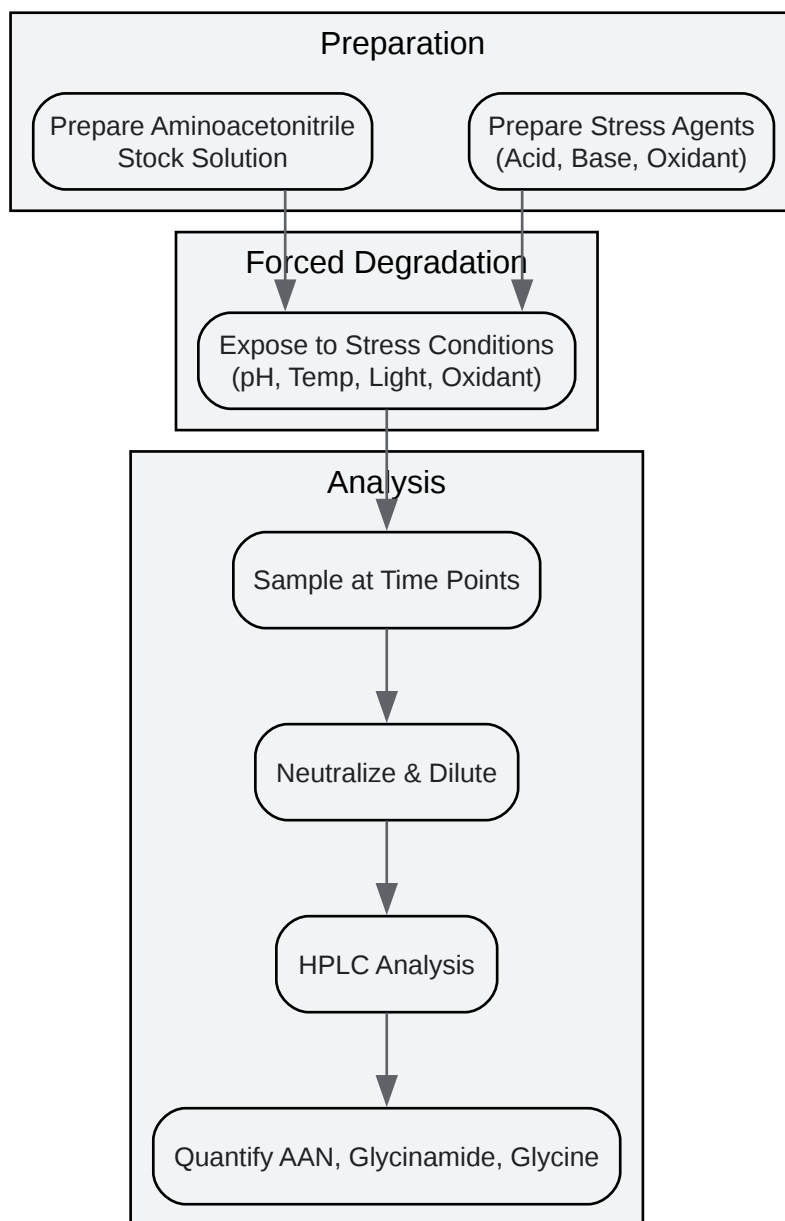 Preparation
Prepare Aminoacetonitrile
Stock Solution
Prepare Stress Agents
(Acid, Base, Oxidant)
Forced Degradation
Expose to Stress Conditions
(pH, Temp, Light, Oxidant)
Analysis
Sample at Time Points
Neutralize & Dilute
HPLC Analysis
Quantify AAN, Glycinamide, Glycine